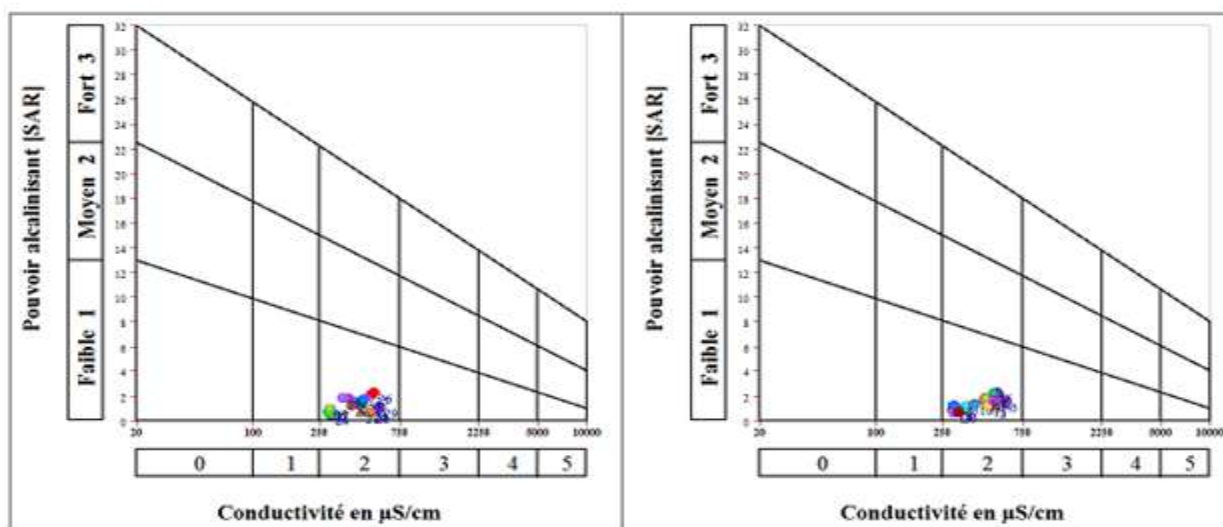 Pouvoir alcalinisant [SAR]
Fort 3
Moyen 2
Faible 1
32
30
28
26
24
22
20
18
16
14
12
10
8
6
4
2
0
20 100 250 750 2250 5000 10000
0 1 2 3 4 5
Conductivité en µS/cm
Pouvoir alcalinisant [SAR]
Fort 3
Moyen 2
Faible 1
32
30
28
26
24
22
20
18
16
14
12
10
8
6
4
2
0
20 100 250 750 2250 5000 10000
0 1 2 3 4 5
Conductivité en µS/cm